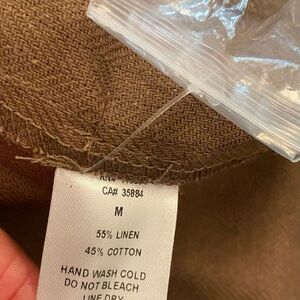 CA# 35884
M
55% LINEN
45% COTTON
HAND WASH COLD
DO NOT BLEACH
LINE DRY